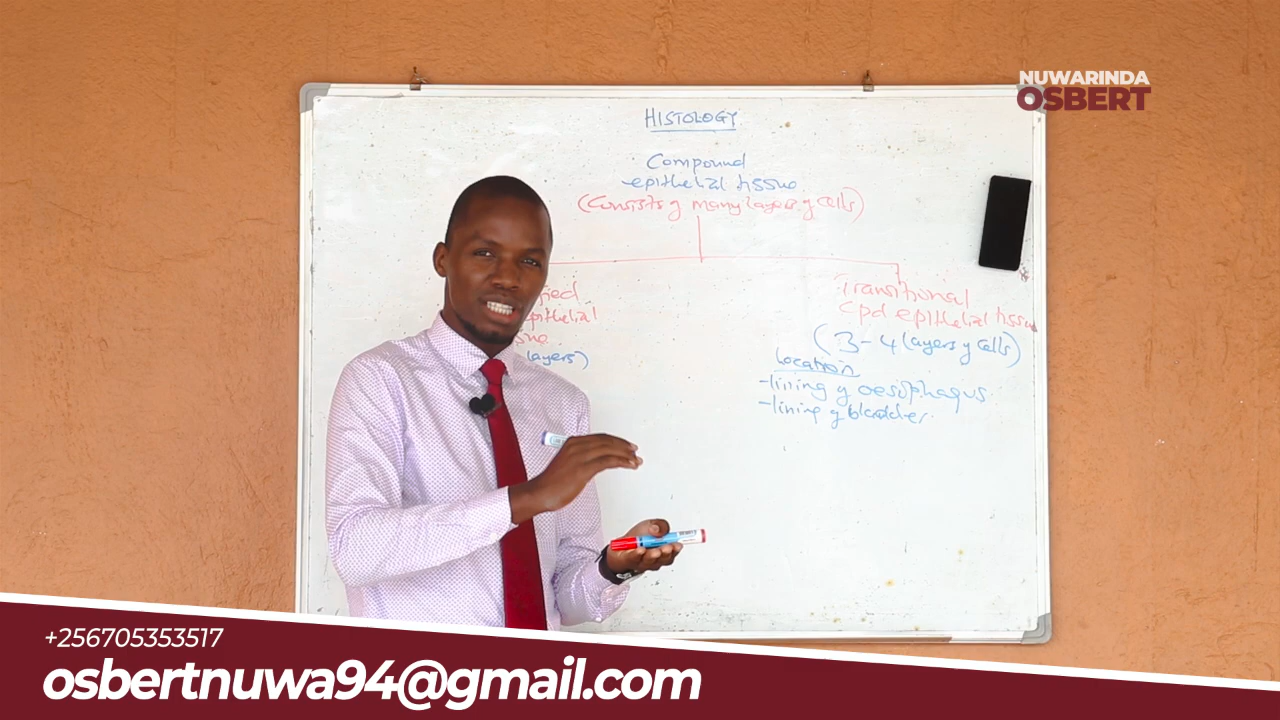 NUWARINDA
OSBERT
HISTOLOGY
Compound
epithelial tissue
(Consists of many layers of cells)
Transitional
cpd epithelial tissue
(3-4 layers of cells)
layers)
Location
-lining of oesophagus
-lining of bladder.
+256705353517
osbertnuwa94@gmail.com